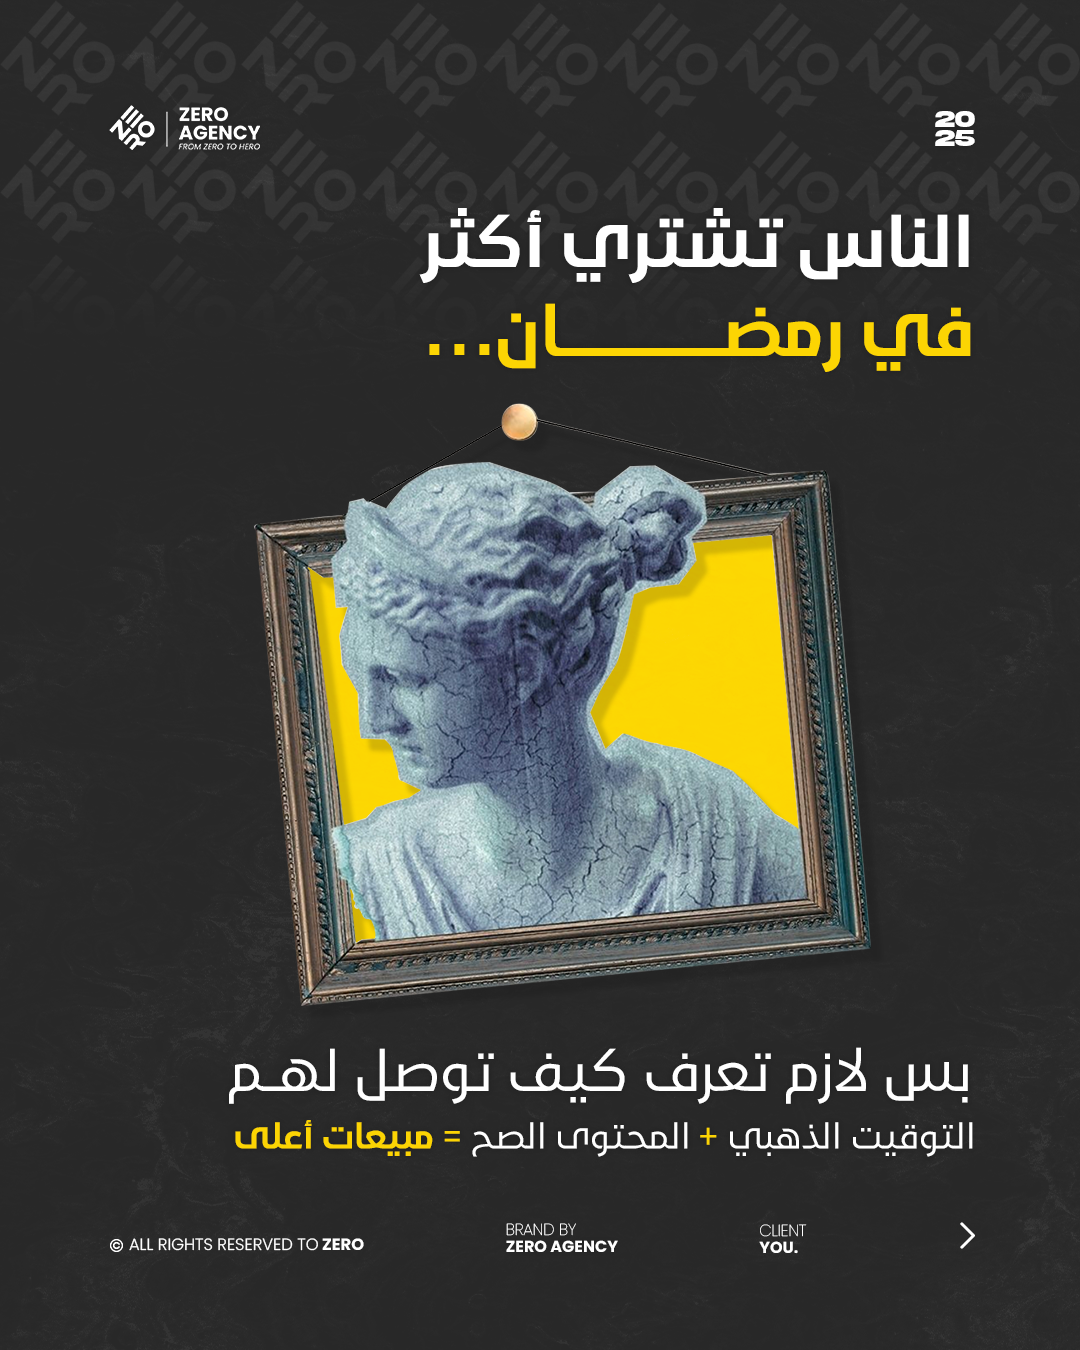 ZERO
AGENCY
FROM ZERO TO HERO
20
25
الناس تشتري أكثر
في رمضــــــــان...
بس لازم تعرف كيف توصل لهـم
التوقيت الذهبي + المحتوى الصح = مبيعات أعلى
© ALL RIGHTS RESERVED TO ZERO
BRAND BY
ZERO AGENCY
CLIENT
YOU.